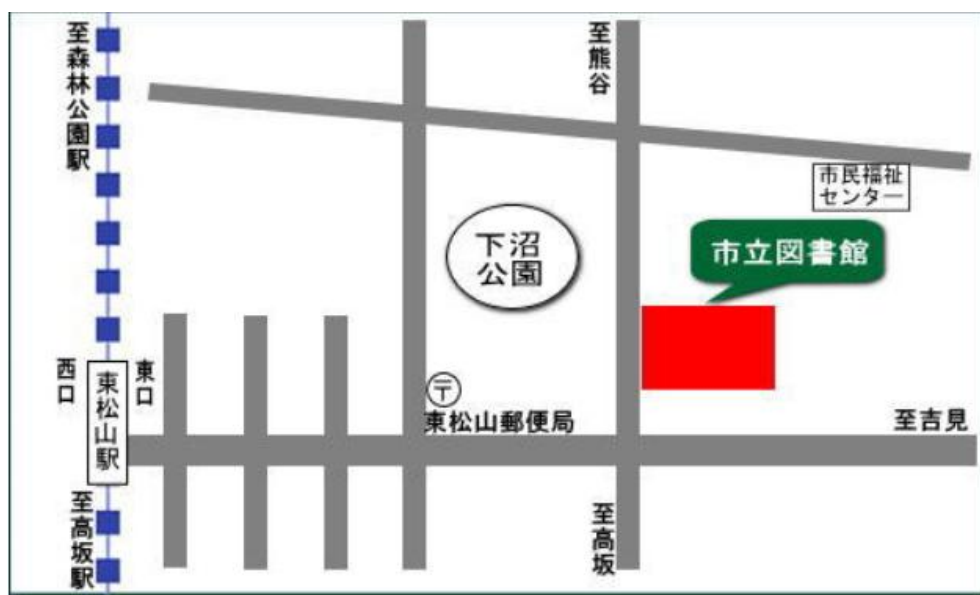 至森林公園駅
至熊谷
市民福祉
センター
下沼
公園
市立図書館
西口
東松山駅
東口
〒
東松山郵便局
至吉見
至高坂駅
至高坂